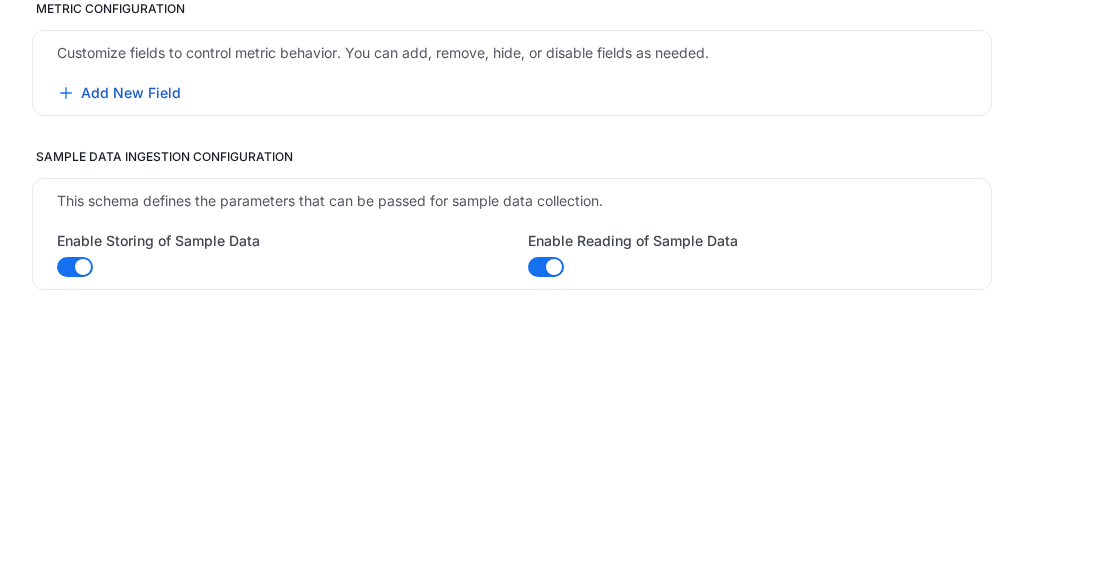 METRIC CONFIGURATION
Customize fields to control metric behavior. You can add, remove, hide, or disable fields as needed.
Add New Field
SAMPLE DATA INGESTION CONFIGURATION
This schema defines the parameters that can be passed for sample data collection.
Enable Storing of Sample Data
Enable Reading of Sample Data